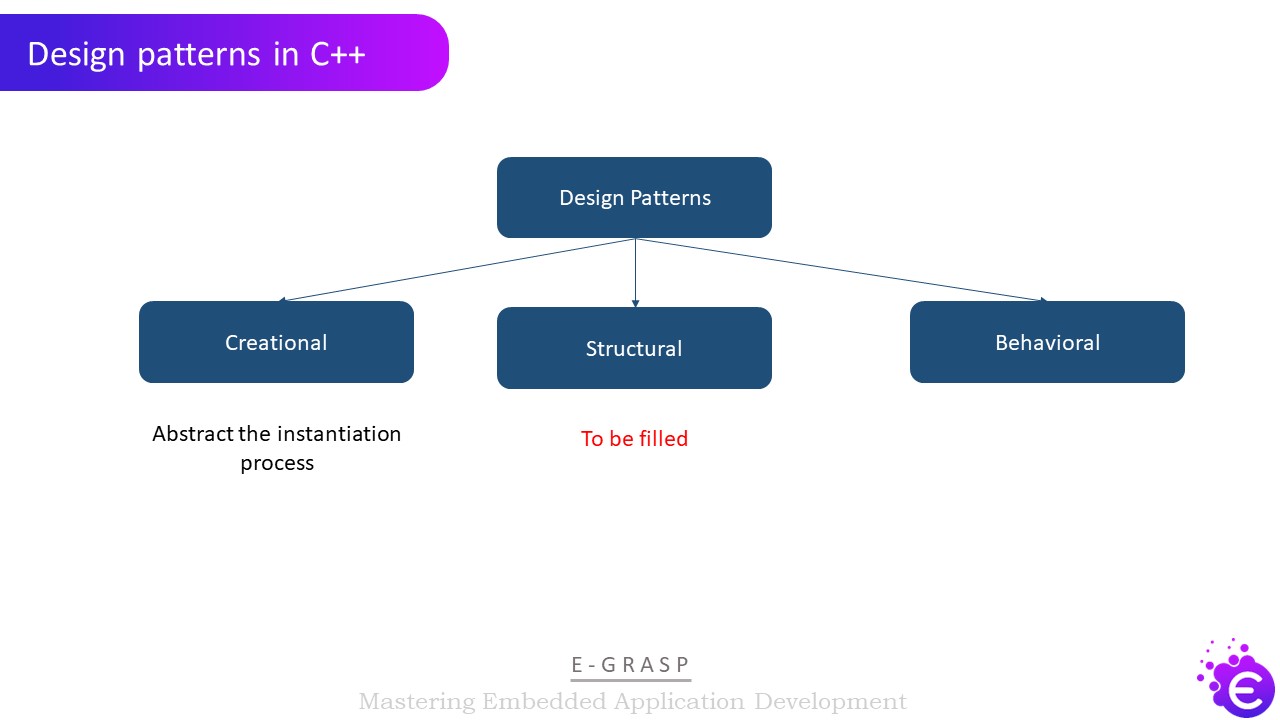 Design patterns in C++
Design Patterns
Creational
Structural
Behavioral
Abstract the instantiation
process
To be filled
E-GRASP
Mastering Embedded Application Development